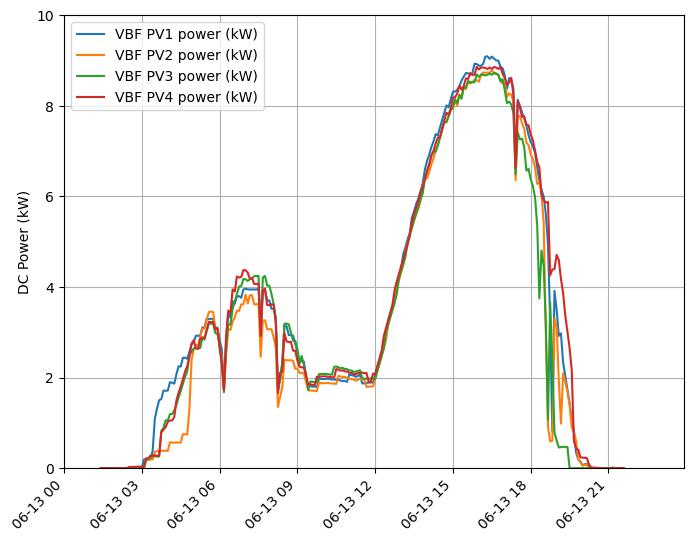 10
8
6
4
2
0
DC Power (kW)
VBF PV1 power (kW)
VBF PV2 power (kW)
VBF PV3 power (kW)
VBF PV4 power (kW)
06-13 00
06-13 03
06-13 06
06-13 09
06-13 12
06-13 15
06-13 18
06-13 21